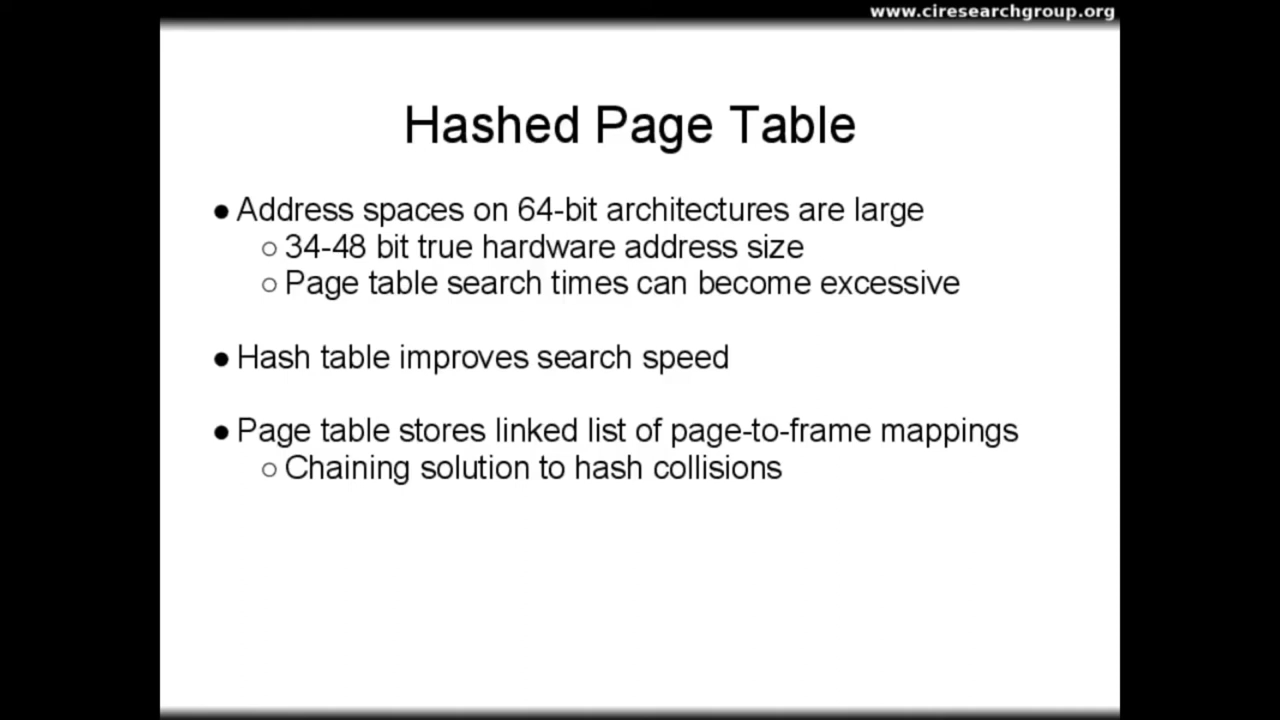 www.ciresearchgroup.org
Hashed Page Table
● Address spaces on 64-bit architectures are large
○ 34-48 bit true hardware address size
○ Page table search times can become excessive
● Hash table improves search speed
● Page table stores linked list of page-to-frame mappings
○ Chaining solution to hash collisions